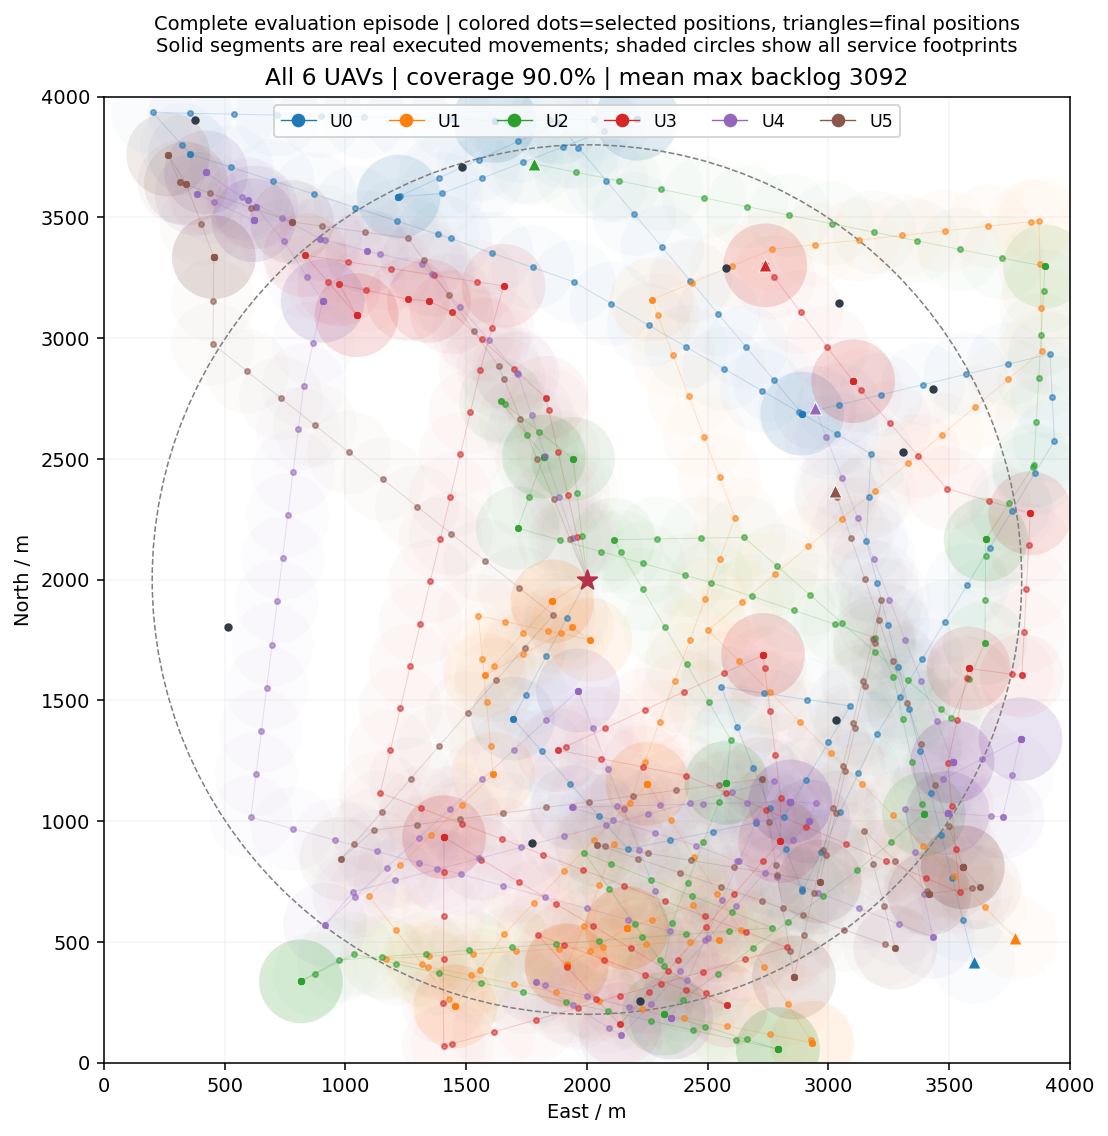 Complete evaluation episode | colored dots=selected positions, triangles=final positions
Solid segments are real executed movements; shaded circles show all service footprints
All 6 UAVs | coverage 90.0% | mean max backlog 3092
U0 U1 U2 U3 U4 U5
4000
3500
3000
2500
2000
1500
1000
500
0
North / m
0 500 1000 1500 2000 2500 3000 3500 4000
East / m